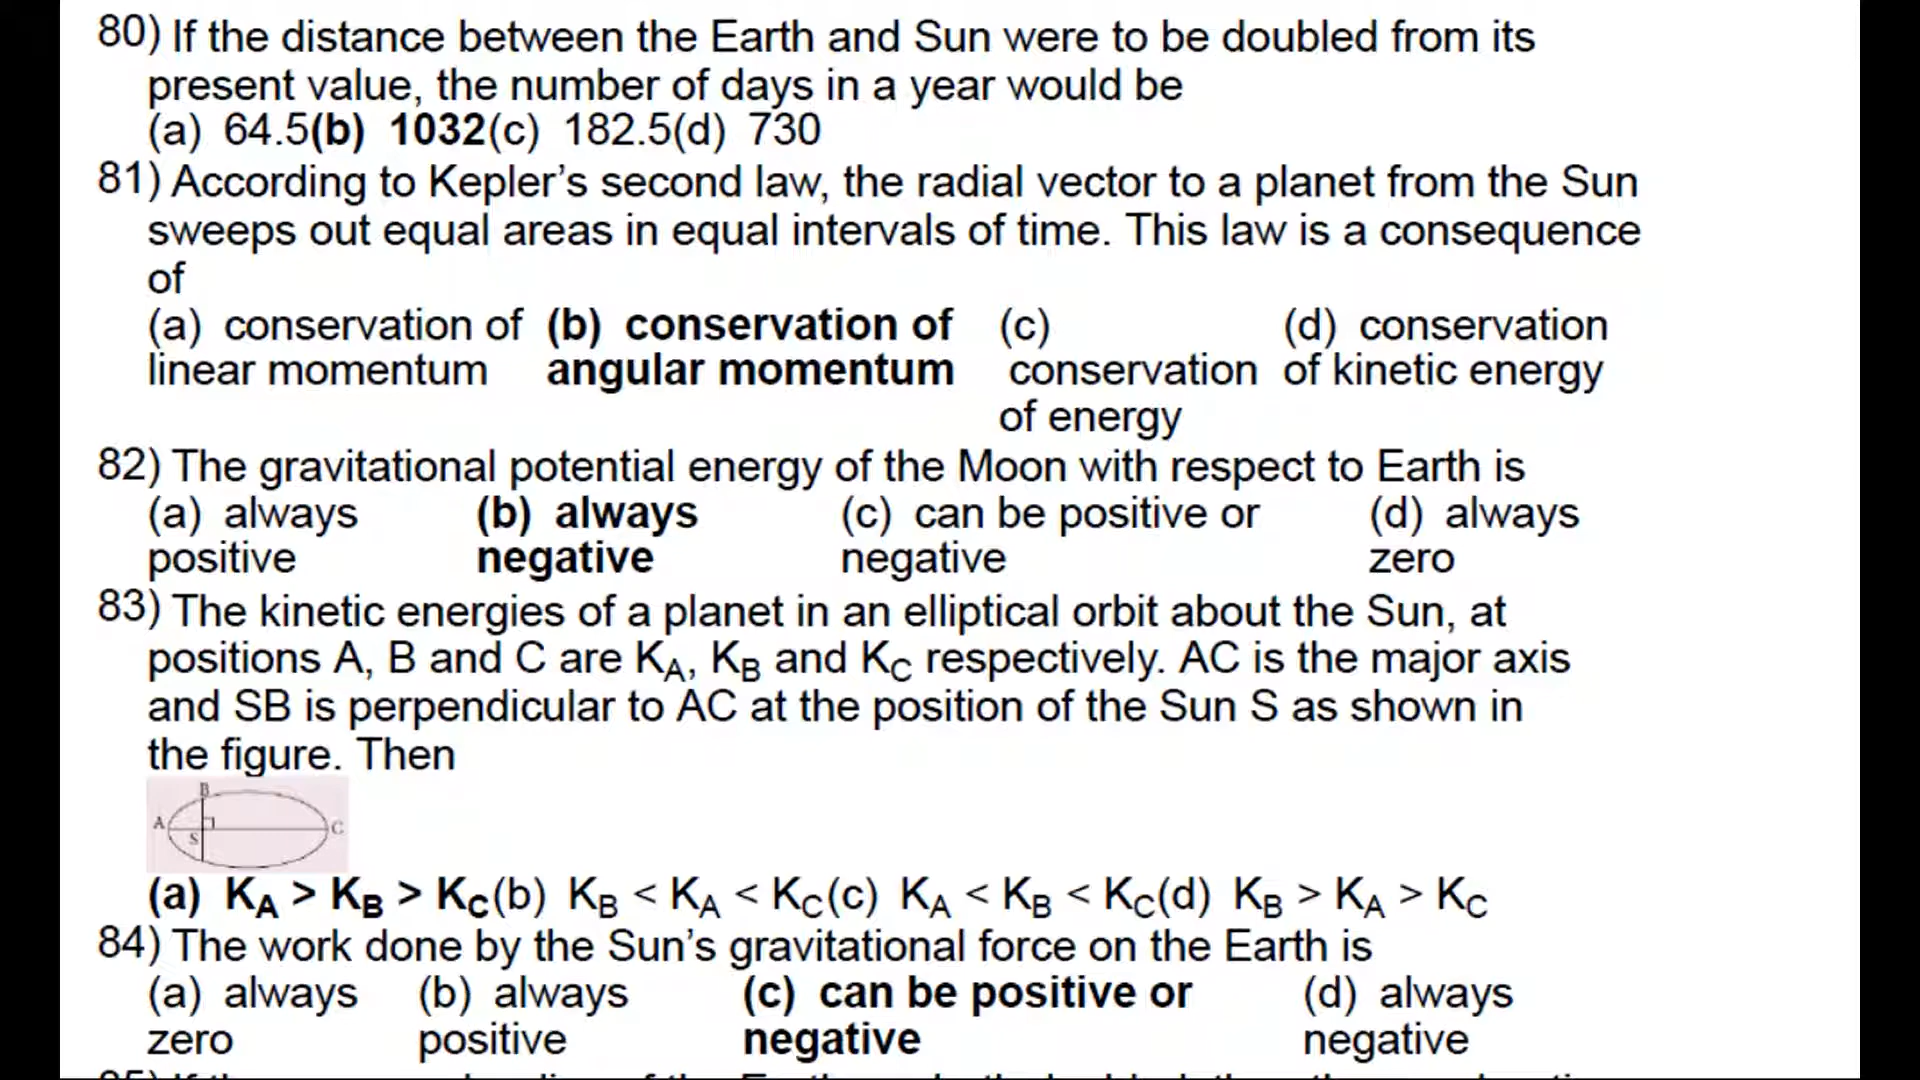 80) If the distance between the Earth and Sun were to be doubled from its
present value, the number of days in a year would be
(a) 64.5(b) 1032(c) 182.5(d) 730
81) According to Kepler’s second law, the radial vector to a planet from the Sun
sweeps out equal areas in equal intervals of time. This law is a consequence
of
(a) conservation of (b) conservation of (c) (d) conservation
linear momentum angular momentum conservation of kinetic energy
of energy
82) The gravitational potential energy of the Moon with respect to Earth is
(a) always (b) always (c) can be positive or (d) always
positive negative negative zero
83) The kinetic energies of a planet in an elliptical orbit about the Sun, at
positions A, B and C are KA, KB and KC respectively. AC is the major axis
and SB is perpendicular to AC at the position of the Sun S as shown in
the figure. Then
B
A
S
C
(a) KA > KB > KC(b) KB < KA < KC(c) KA < KB < KC(d) KB > KA > KC
84) The work done by the Sun’s gravitational force on the Earth is
(a) always (b) always (c) can be positive or (d) always
zero positive negative negative